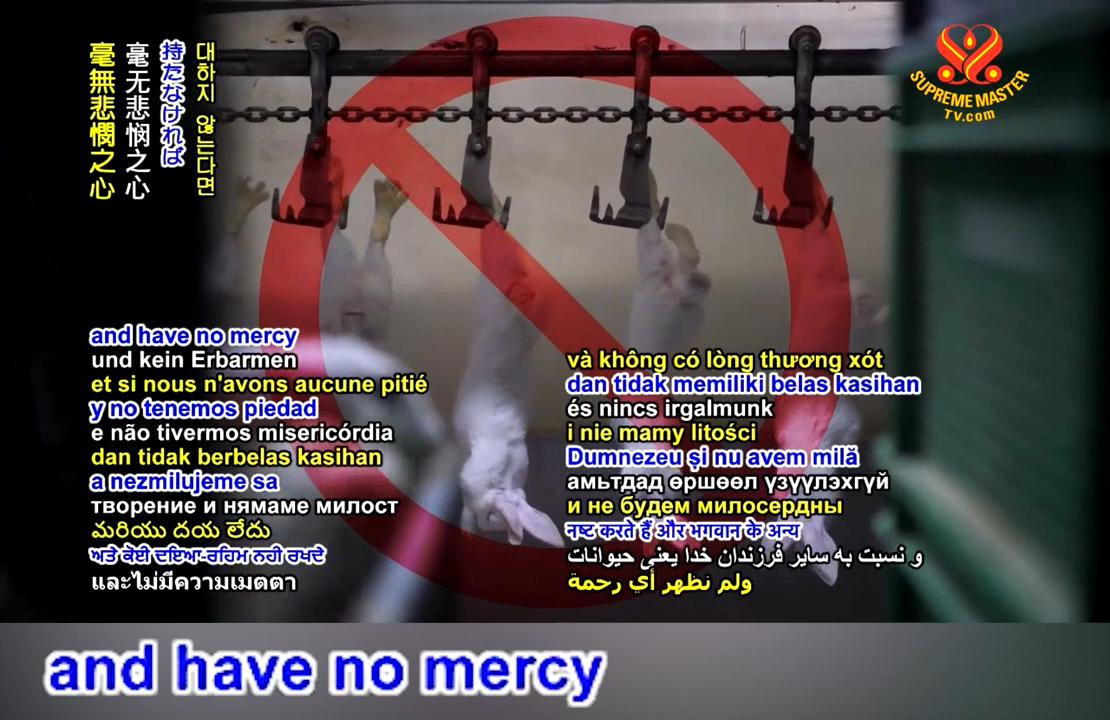 대하지 않는다면
持たなければ
毫无悲悯之心
毫無悲憫之心
SUPREME MASTER
TV.com
and have no mercy
und kein Erbarmen
et si nous n'avons aucune pitié
y no tenemos piedad
e não tivermos misericórdia
dan tidak berbelas kasihan
a nezmilujeme sa
творение и нямаме милост
మరియు దయ లేదు
ਅਤੇ ਕੋਈ ਦਇਆ-ਰਹਿਮ ਨਹੀ ਰਖਦੇ
และไม่มีความเมตตา
và không có lòng thương xót
dan tidak memiliki belas kasihan
és nincs irgalmunk
i nie mamy litości
Dumnezeu și nu avem milă
амьтдад өршөөл үзүүлэхгүй
и не будем милосердны
नष्ट करते हैं और भगवान के अन्य
و نسبت به سایر فرزندان خدا یعنی حیوانات
ولم نظهر أي رحمة
and have no mercy